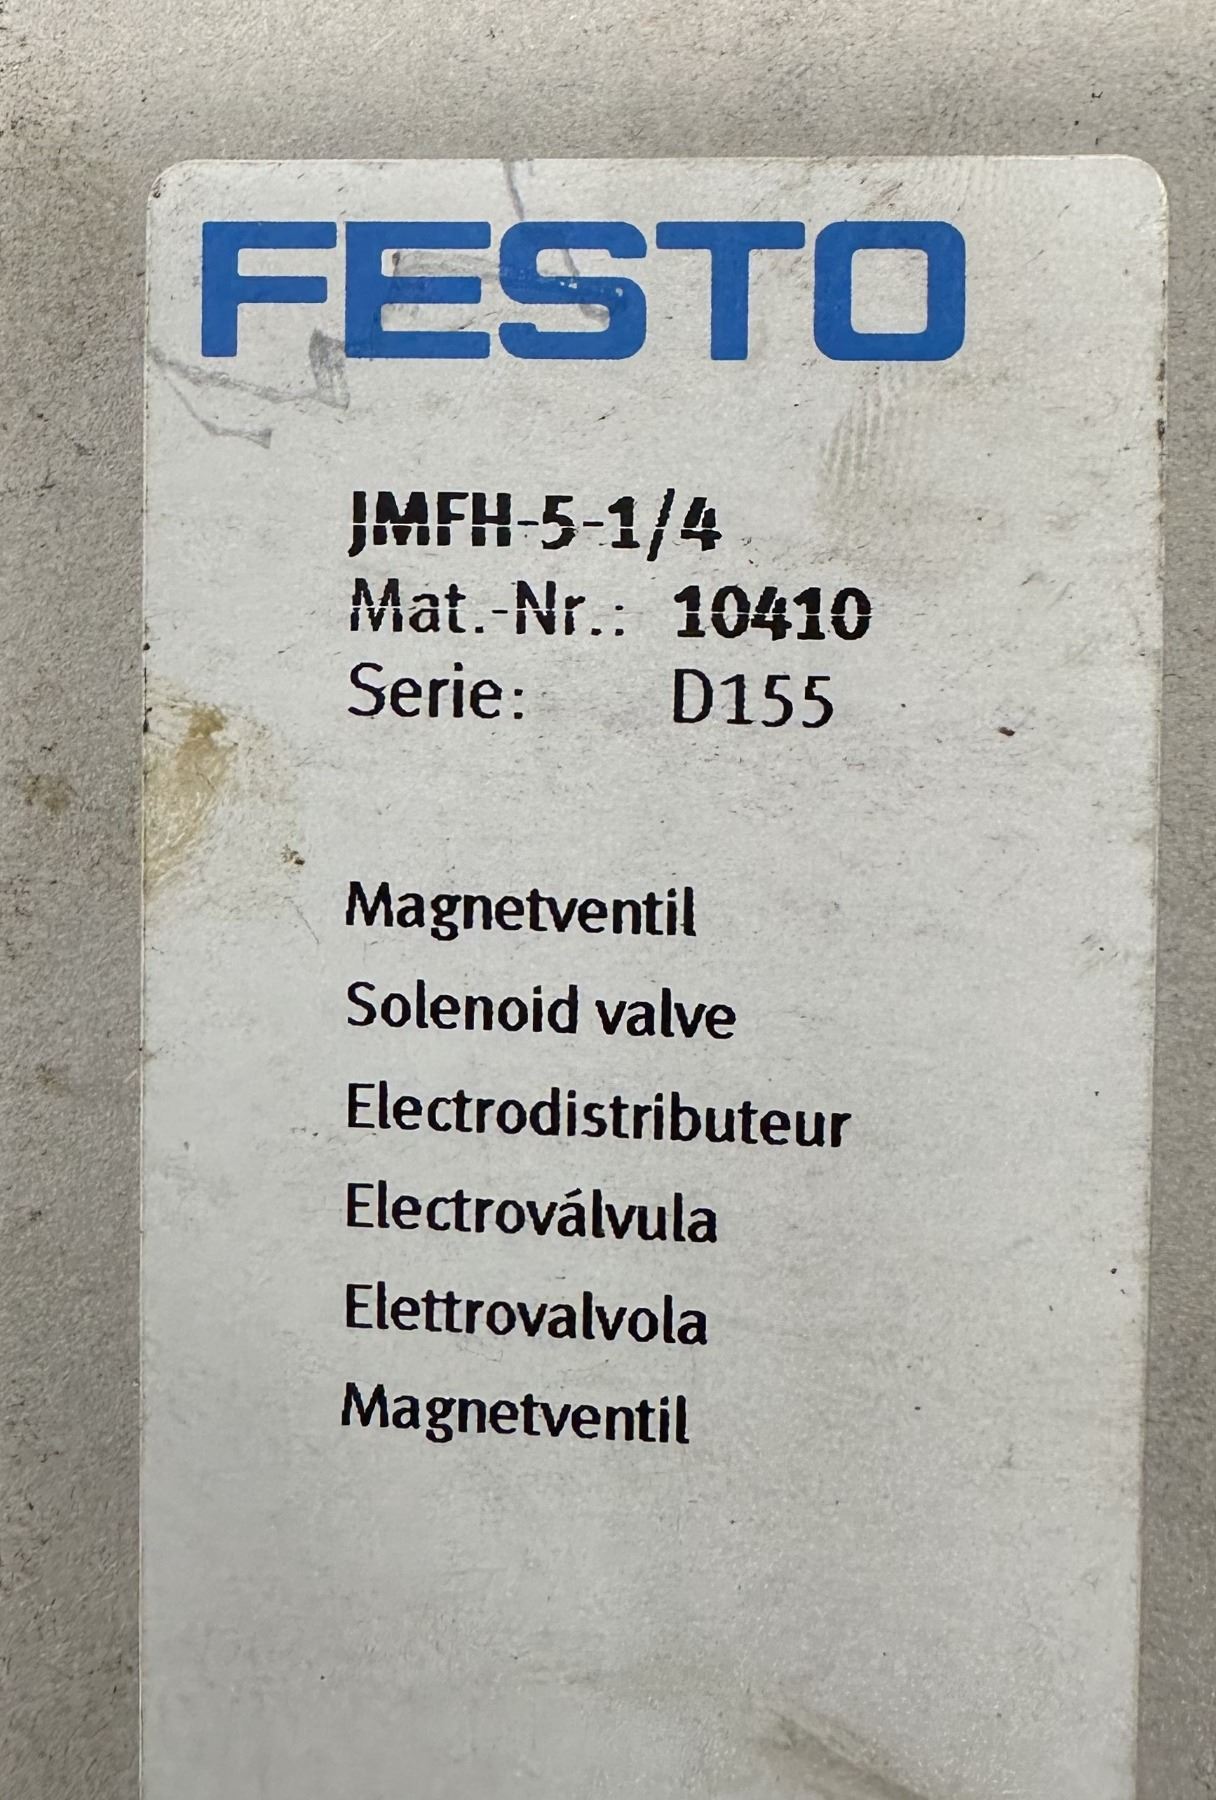 FESTO
JMFH-5-1/4
Mat.-Nr.: 10410
Serie: D155
Magnetventil
Solenoid valve
Electrodistributeur
Electroválvula
Elettrovalvola
Magnetventil